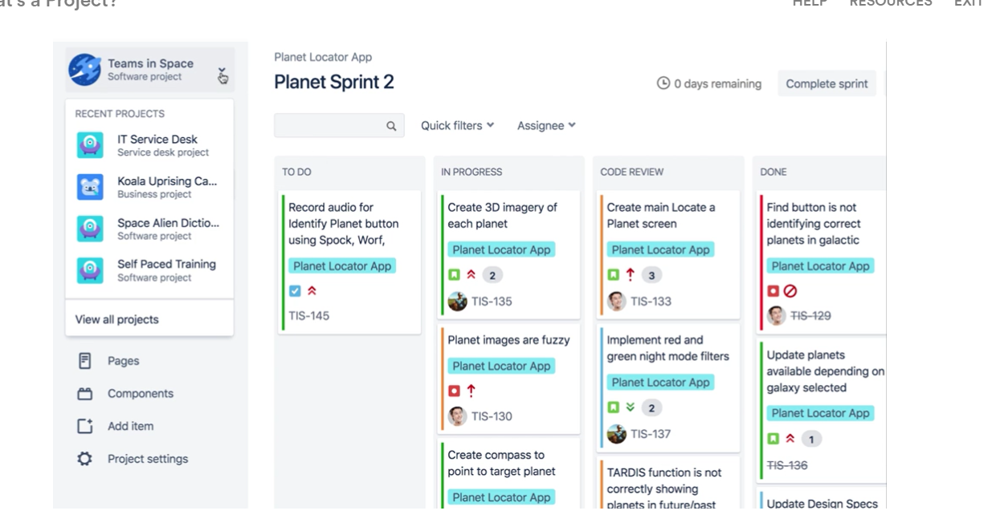 at's a Project?
HELP RESOURCES EXIT
Teams in Space
Software project
RECENT PROJECTS
IT Service Desk
Service desk project
Koala Uprising Ca...
Business project
Space Alien Dictio...
Software project
Self Paced Training
Software project
View all projects
Pages
Components
Add item
Project settings
Planet Locator App
Planet Sprint 2
0 days remaining
Complete sprint
Quick filters
Assignee
TO DO
Record audio for
Identify Planet button
using Spock, Worf,
Planet Locator App
TIS-145
IN PROGRESS
Create 3D imagery of
each planet
Planet Locator App
2
TIS-135
Planet images are fuzzy
Planet Locator App
TIS-130
Create compass to
point to target planet
Planet Locator App
CODE REVIEW
Create main Locate a
Planet screen
Planet Locator App
3
TIS-133
Implement red and
green night mode filters
Planet Locator App
2
TIS-137
TARDIS function is not
correctly showing
planets in future/past
DONE
Find button is not
identifying correct
planets in galactic
Planet Locator App
TIS-129
Update planets
available depending on
galaxy selected
Planet Locator App
1
TIS-136
Update Design Specs